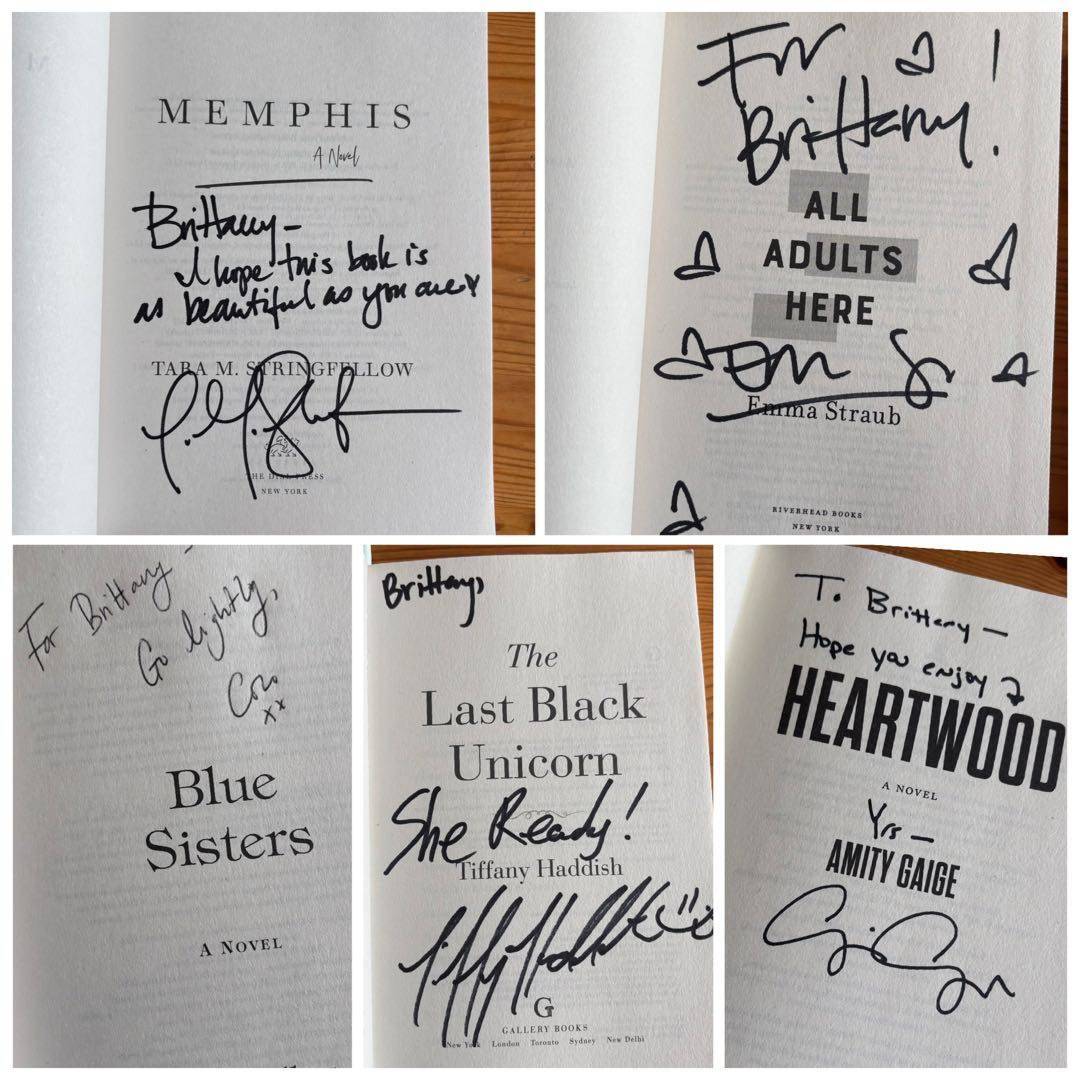 MEMPHIS
A Novel
Brittany –
I hope this book is
as beautiful as you are
TARA M. STRINGFELLOW
THE DIAL PRESS
NEW YORK
For
Brittany!
ALL
ADULTS
HERE
Emma Straub
RIVERHEAD BOOKS
NEW YORK
For Brittany –
Go lightly,
Coco
xx
Blue
Sisters
A NOVEL
Brittany,
The
Last Black
Unicorn
She Ready!
Tiffany Haddish
G
GALLERY BOOKS
New York London Toronto Sydney New Delhi
To Brittany —
Hope you enjoy
HEARTWOOD
A NOVEL
Yrs —
AMITY GAIGE